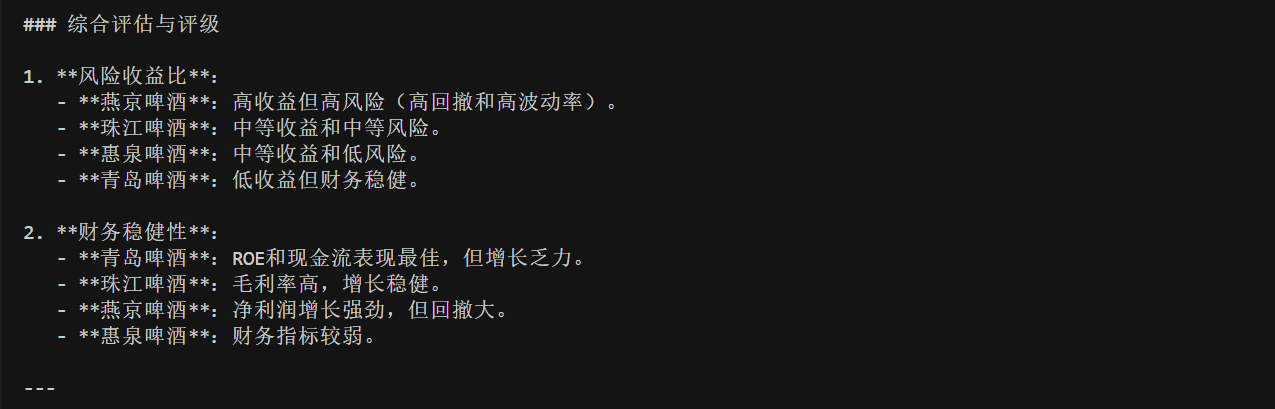 ### 综合评估与评级
1. **风险收益比**：
- **燕京啤酒**：高收益但高风险（高回撤和高波动率）。
- **珠江啤酒**：中等收益和中等风险。
- **惠泉啤酒**：中等收益和低风险。
- **青岛啤酒**：低收益但财务稳健。
2. **财务稳健性**：
- **青岛啤酒**：ROE和现金流表现最佳，但增长乏力。
- **珠江啤酒**：毛利率高，增长稳健。
- **燕京啤酒**：净利润增长强劲，但回撤大。
- **惠泉啤酒**：财务指标较弱。
---